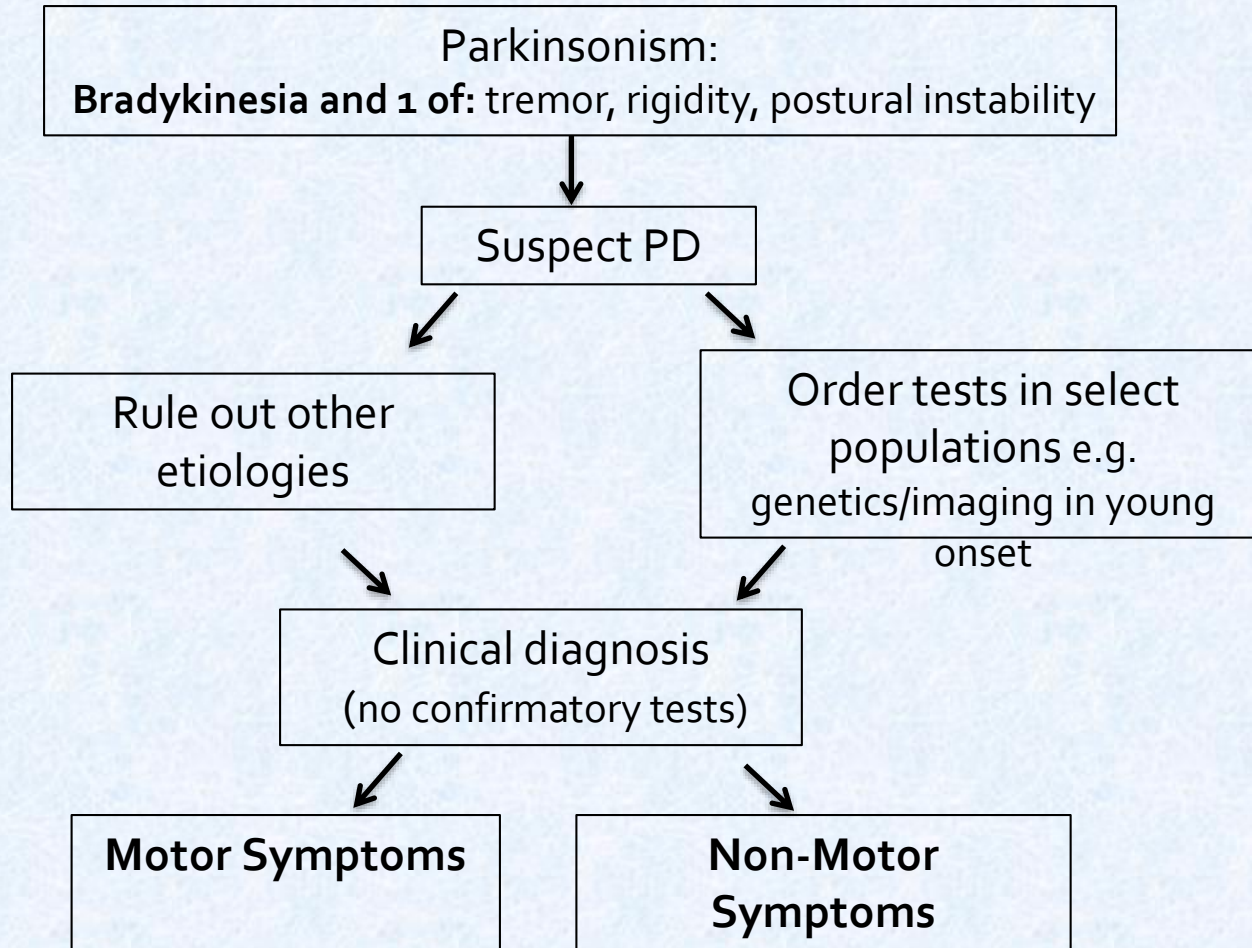 Parkinsonism:
Bradykinesia and 1 of: tremor, rigidity, postural instability
Suspect PD
Rule out other
etiologies
Order tests in select
populations e.g.
genetics/imaging in young
onset
Clinical diagnosis
(no confirmatory tests)
Motor Symptoms
Non-Motor
Symptoms